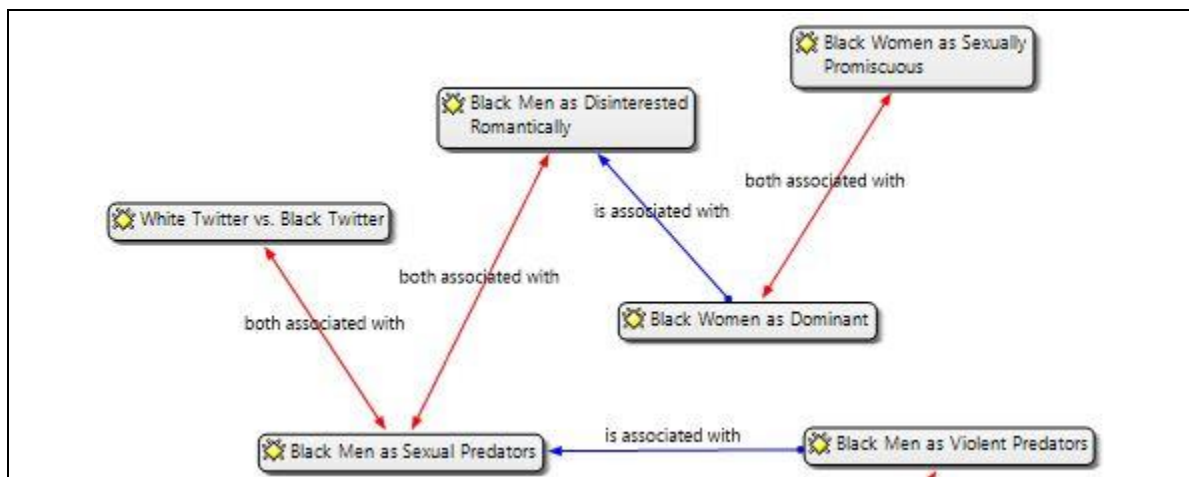 Black Women as Sexually
Promiscuous
Black Men as Disinterested
Romantically
both associated with
is associated with
White Twitter vs. Black Twitter
both associated with
both associated with
Black Women as Dominant
is associated with
Black Men as Sexual Predators
Black Men as Violent Predators